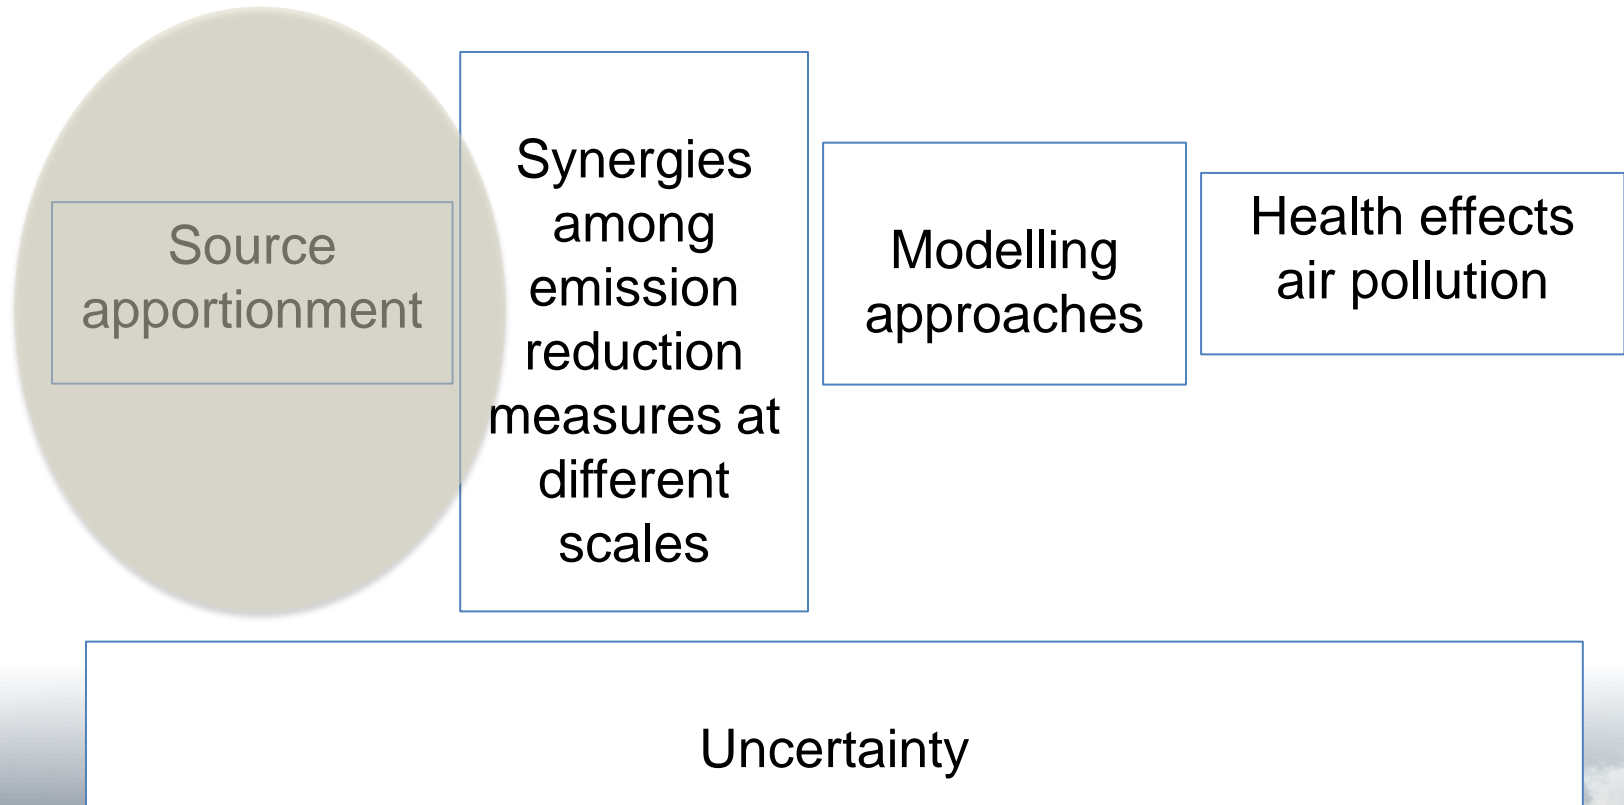 Source
apportionment
Synergies
among
emission
reduction
measures at
different
scales
Modelling
approaches
Health effects
air pollution
Uncertainty